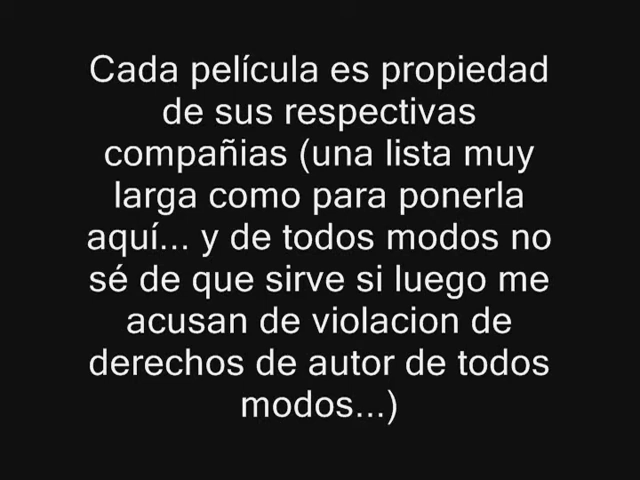 Cada película es propiedad
de sus respectivas
compañias (una lista muy
larga como para ponerla
aquí... y de todos modos no
sé de que sirve si luego me
acusan de violacion de
derechos de autor de todos
modos...)